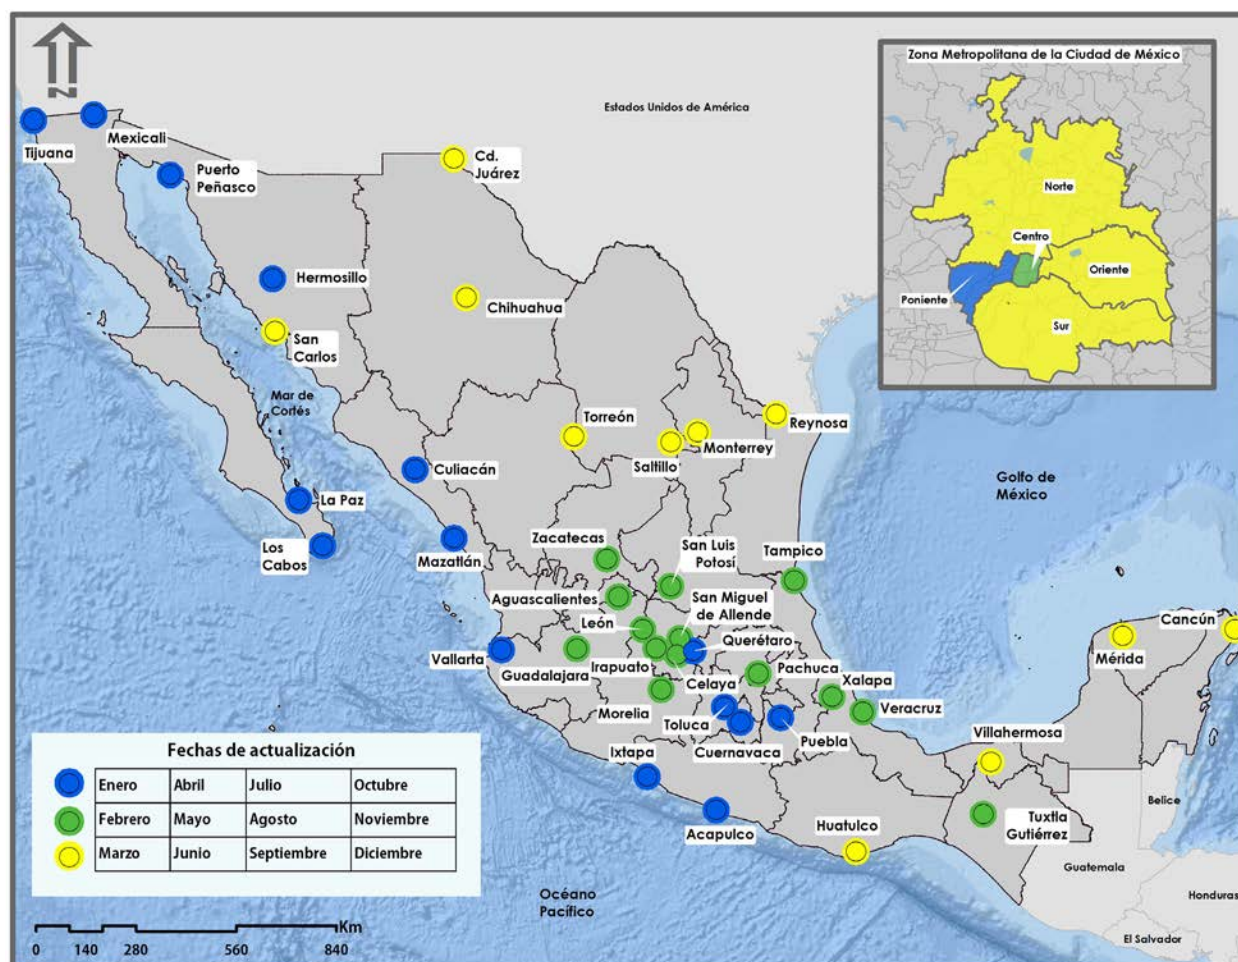 N
Zona Metropolitana de la Ciudad de México
Norte
Centro
Oriente
Poniente
Sur
Estados Unidos de América
Tijuana
Mexicali
Puerto
Peñasco
Cd.
Juárez
Hermosillo
Chihuahua
San
Carlos
Mar de
Cortés
Torreón
Reynosa
Monterrey
Saltillo
Culiacán
Golfo de
México
La Paz
Los
Cabos
Mazatlán
Zacatecas
San Luis
Potosí
Tampico
Aguascalientes
San Miguel
de Allende
León
Querétaro
Cancún
Mérida
Vallarta
Guadalajara
Irapuato
Celaya
Pachuca
Xalapa
Morelia
Toluca
Veracruz
Cuernavaca
Puebla
Villahermosa
Ixtapa
Acapulco
Huatulco
Tuxtla
Gutiérrez
Belice
Guatemala
Honduras
El Salvador
Océano
Pacífico
Fechas de actualización
Enero Abril Julio Octubre
Febrero Mayo Agosto Noviembre
Marzo Junio Septiembre Diciembre
Km
0 140 280 560 840